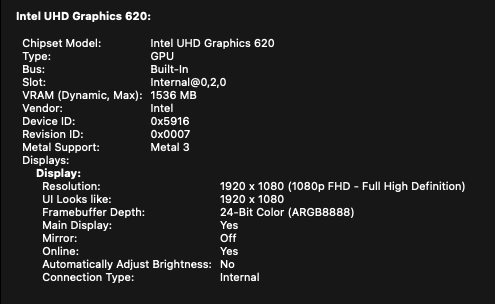 Intel UHD Graphics 620:
Chipset Model: Intel UHD Graphics 620
Type: GPU
Bus: Built-In
Slot: Internal@0,2,0
VRAM (Dynamic, Max): 1536 MB
Vendor: Intel
Device ID: 0x5916
Revision ID: 0x0007
Metal Support: Metal 3
Displays:
Display:
Resolution: 1920 x 1080 (1080p FHD - Full High Definition)
UI Looks like: 1920 x 1080
Framebuffer Depth: 24-Bit Color (ARGB8888)
Main Display: Yes
Mirror: Off
Online: Yes
Automatically Adjust Brightness: No
Connection Type: Internal